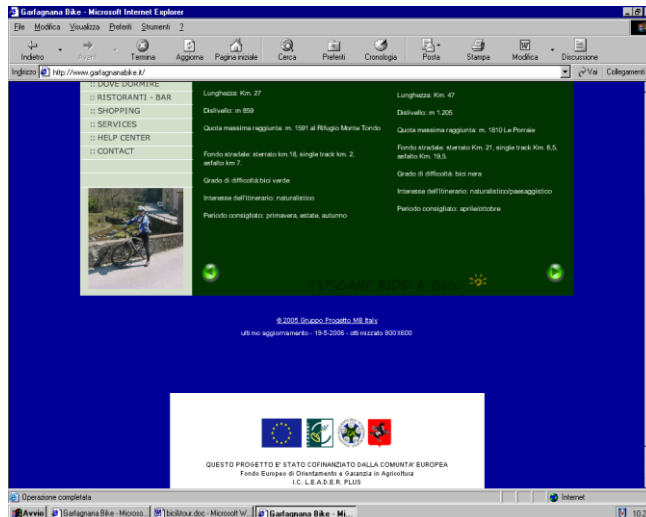 Garfagnana Bike - Microsoft Internet Explorer
File Modifica Visualizza Preferiti Strumenti ?
Indietro Avanti Termina Aggiorna Pagina iniziale Cerca Preferiti Cronologia Posta Stampa Modifica Discussione
Indirizzo http://www.garfagnanabike.it/ Vai Collegamenti
:: DOVE DORMIRE
:: RISTORANTI - BAR
:: SHOPPING
:: SERVICES
:: HELP CENTER
:: CONTACT
Lunghezza: Km. 27
Dislivello: m 859
Quota massima raggiunta: m. 1591 al Rifugio Monte Tondo
Fondo stradale: sterrato km.18, single track km. 2,
asfalto km 7.
Grado di difficoltà:bici verde
Interesse dell'itinerario: naturalistico
Periodo consigliato: primavera, estate, autunno
Lunghezza: Km. 47
Dislivello: m 1.205
Quota massima raggiunta: m. 1810 Le Porraie
Fondo stradale: sterrato Km. 21, single track Km. 6,5,
asfalto Km. 19,5.
Grado di difficoltà: bici nera
Interesse dell'itinerario: naturalistico/paesaggistico
Periodo consigliato: aprile/ottobre
TUSCANY RIDE A BIKE
© 2005 Gruppo Progetto MB Italy
ultimo aggiornamento - 19-5-2006 - ottimizzato 800X600
QUESTO PROGETTO E' STATO COFINANZIATO DALLA COMUNTA' EUROPEA
Fondo Europeo di Orientamento e Garanzia in Agricoltura
I.C. L.E.A.D.E.R. PLUS
Operazione completata Internet
Avvio Garfagnana Bike - Microso... bicilitour.doc - Microsoft W... Garfagnana Bike - Mi... 10.2